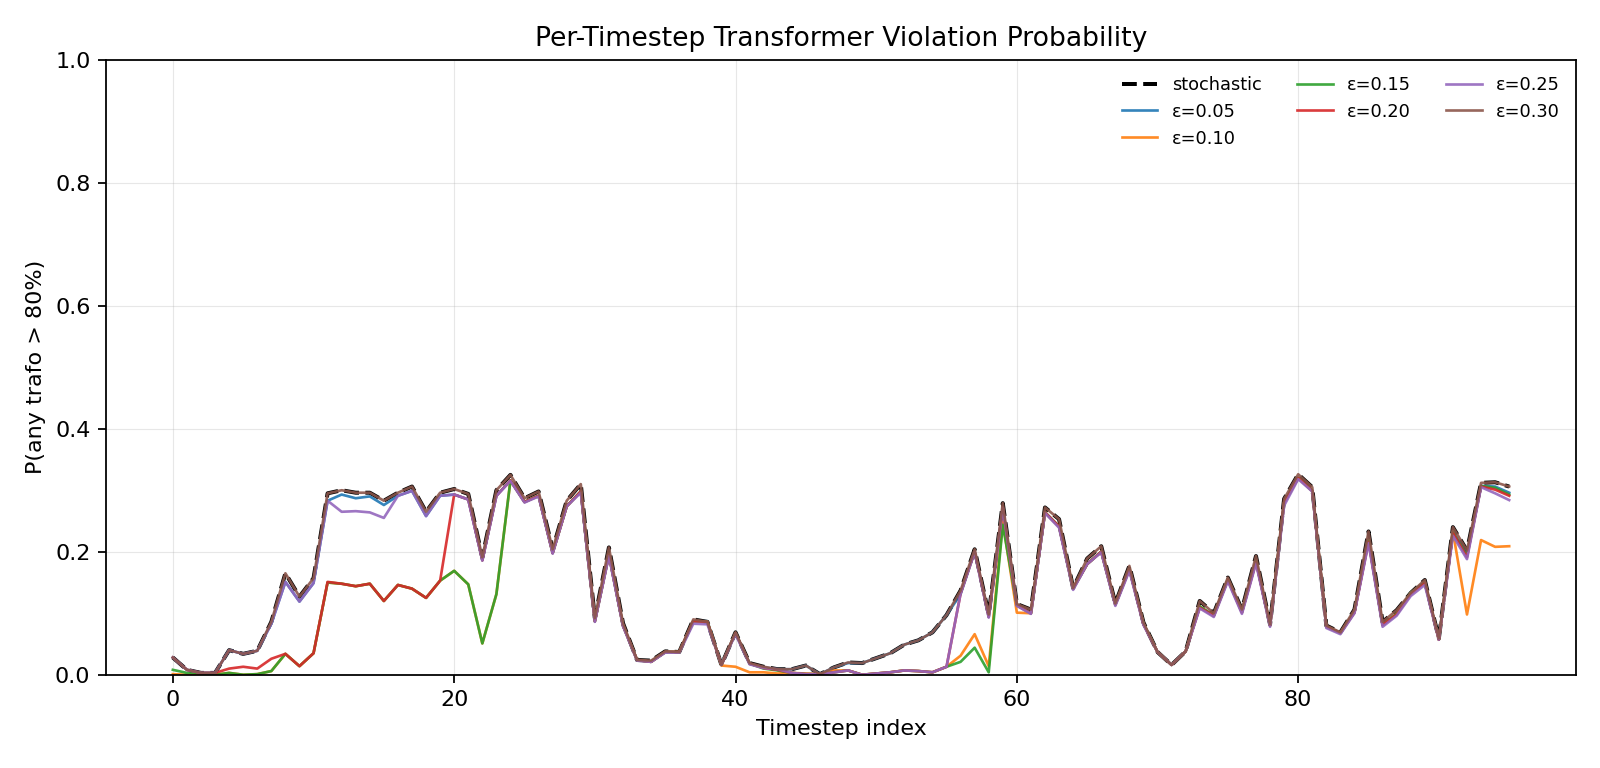 Per-Timestep Transformer Violation Probability
P(any trafo > 80%)
1.0
0.8
0.6
0.4
0.2
0.0
stochastic
ε=0.05
ε=0.10
ε=0.15
ε=0.20
ε=0.25
ε=0.30
0 20 40 60 80
Timestep index